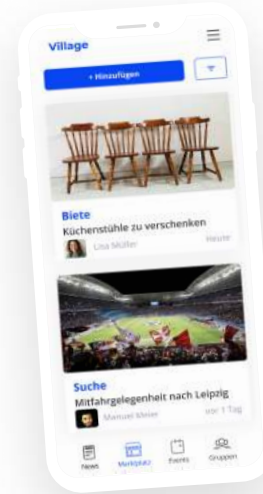 Village
+ Hinzufügen
Biete
Küchenstühle zu verschenken
Lisa Müller Heute
Suche
Mitfahrgelegenheit nach Leipzig
Manuel Meier vor 1 Tag
News Marktplatz Events Gruppen